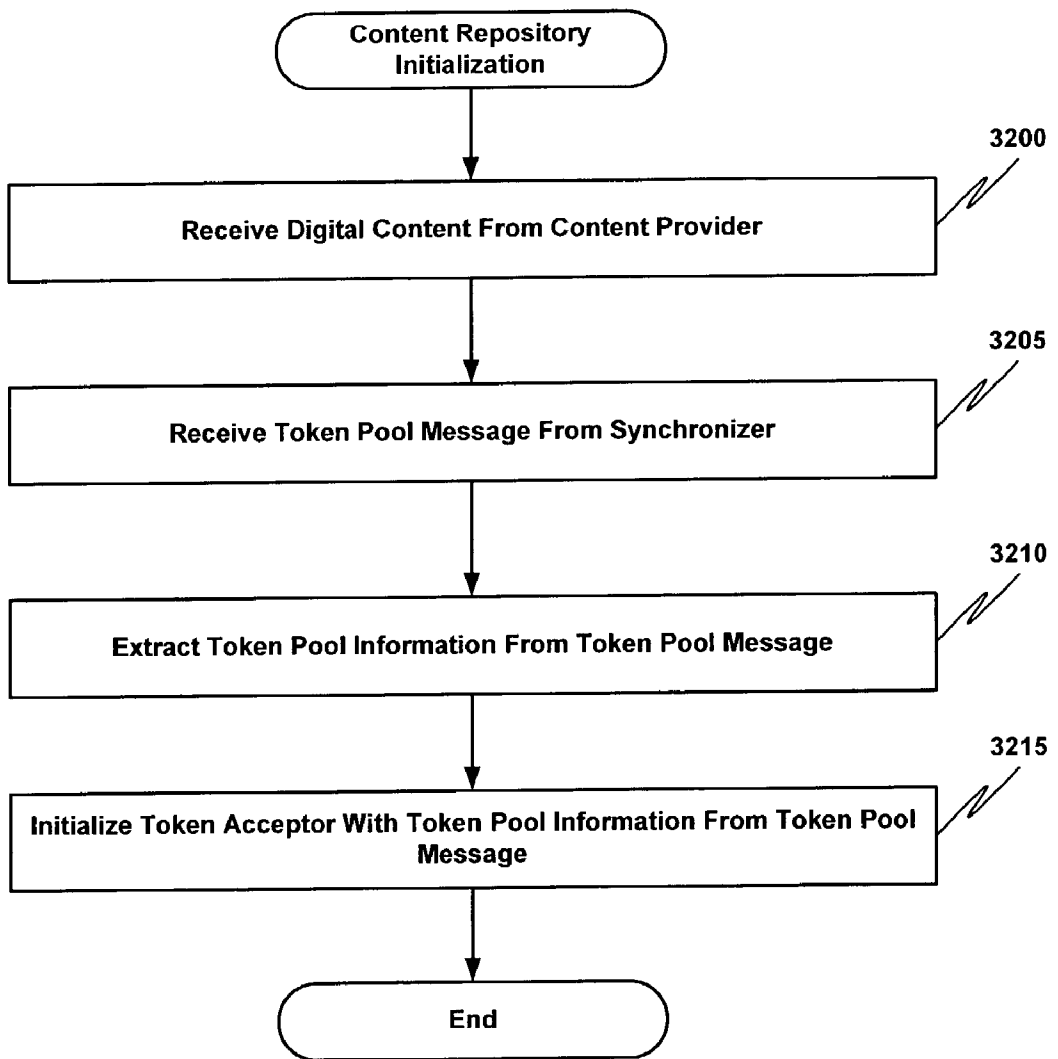 Content Repository
Initialization
3200
Receive Digital Content From Content Provider
3205
Receive Token Pool Message From Synchronizer
3210
Extract Token Pool Information From Token Pool Message
3215
Initialize Token Acceptor With Token Pool Information From Token Pool
Message
End